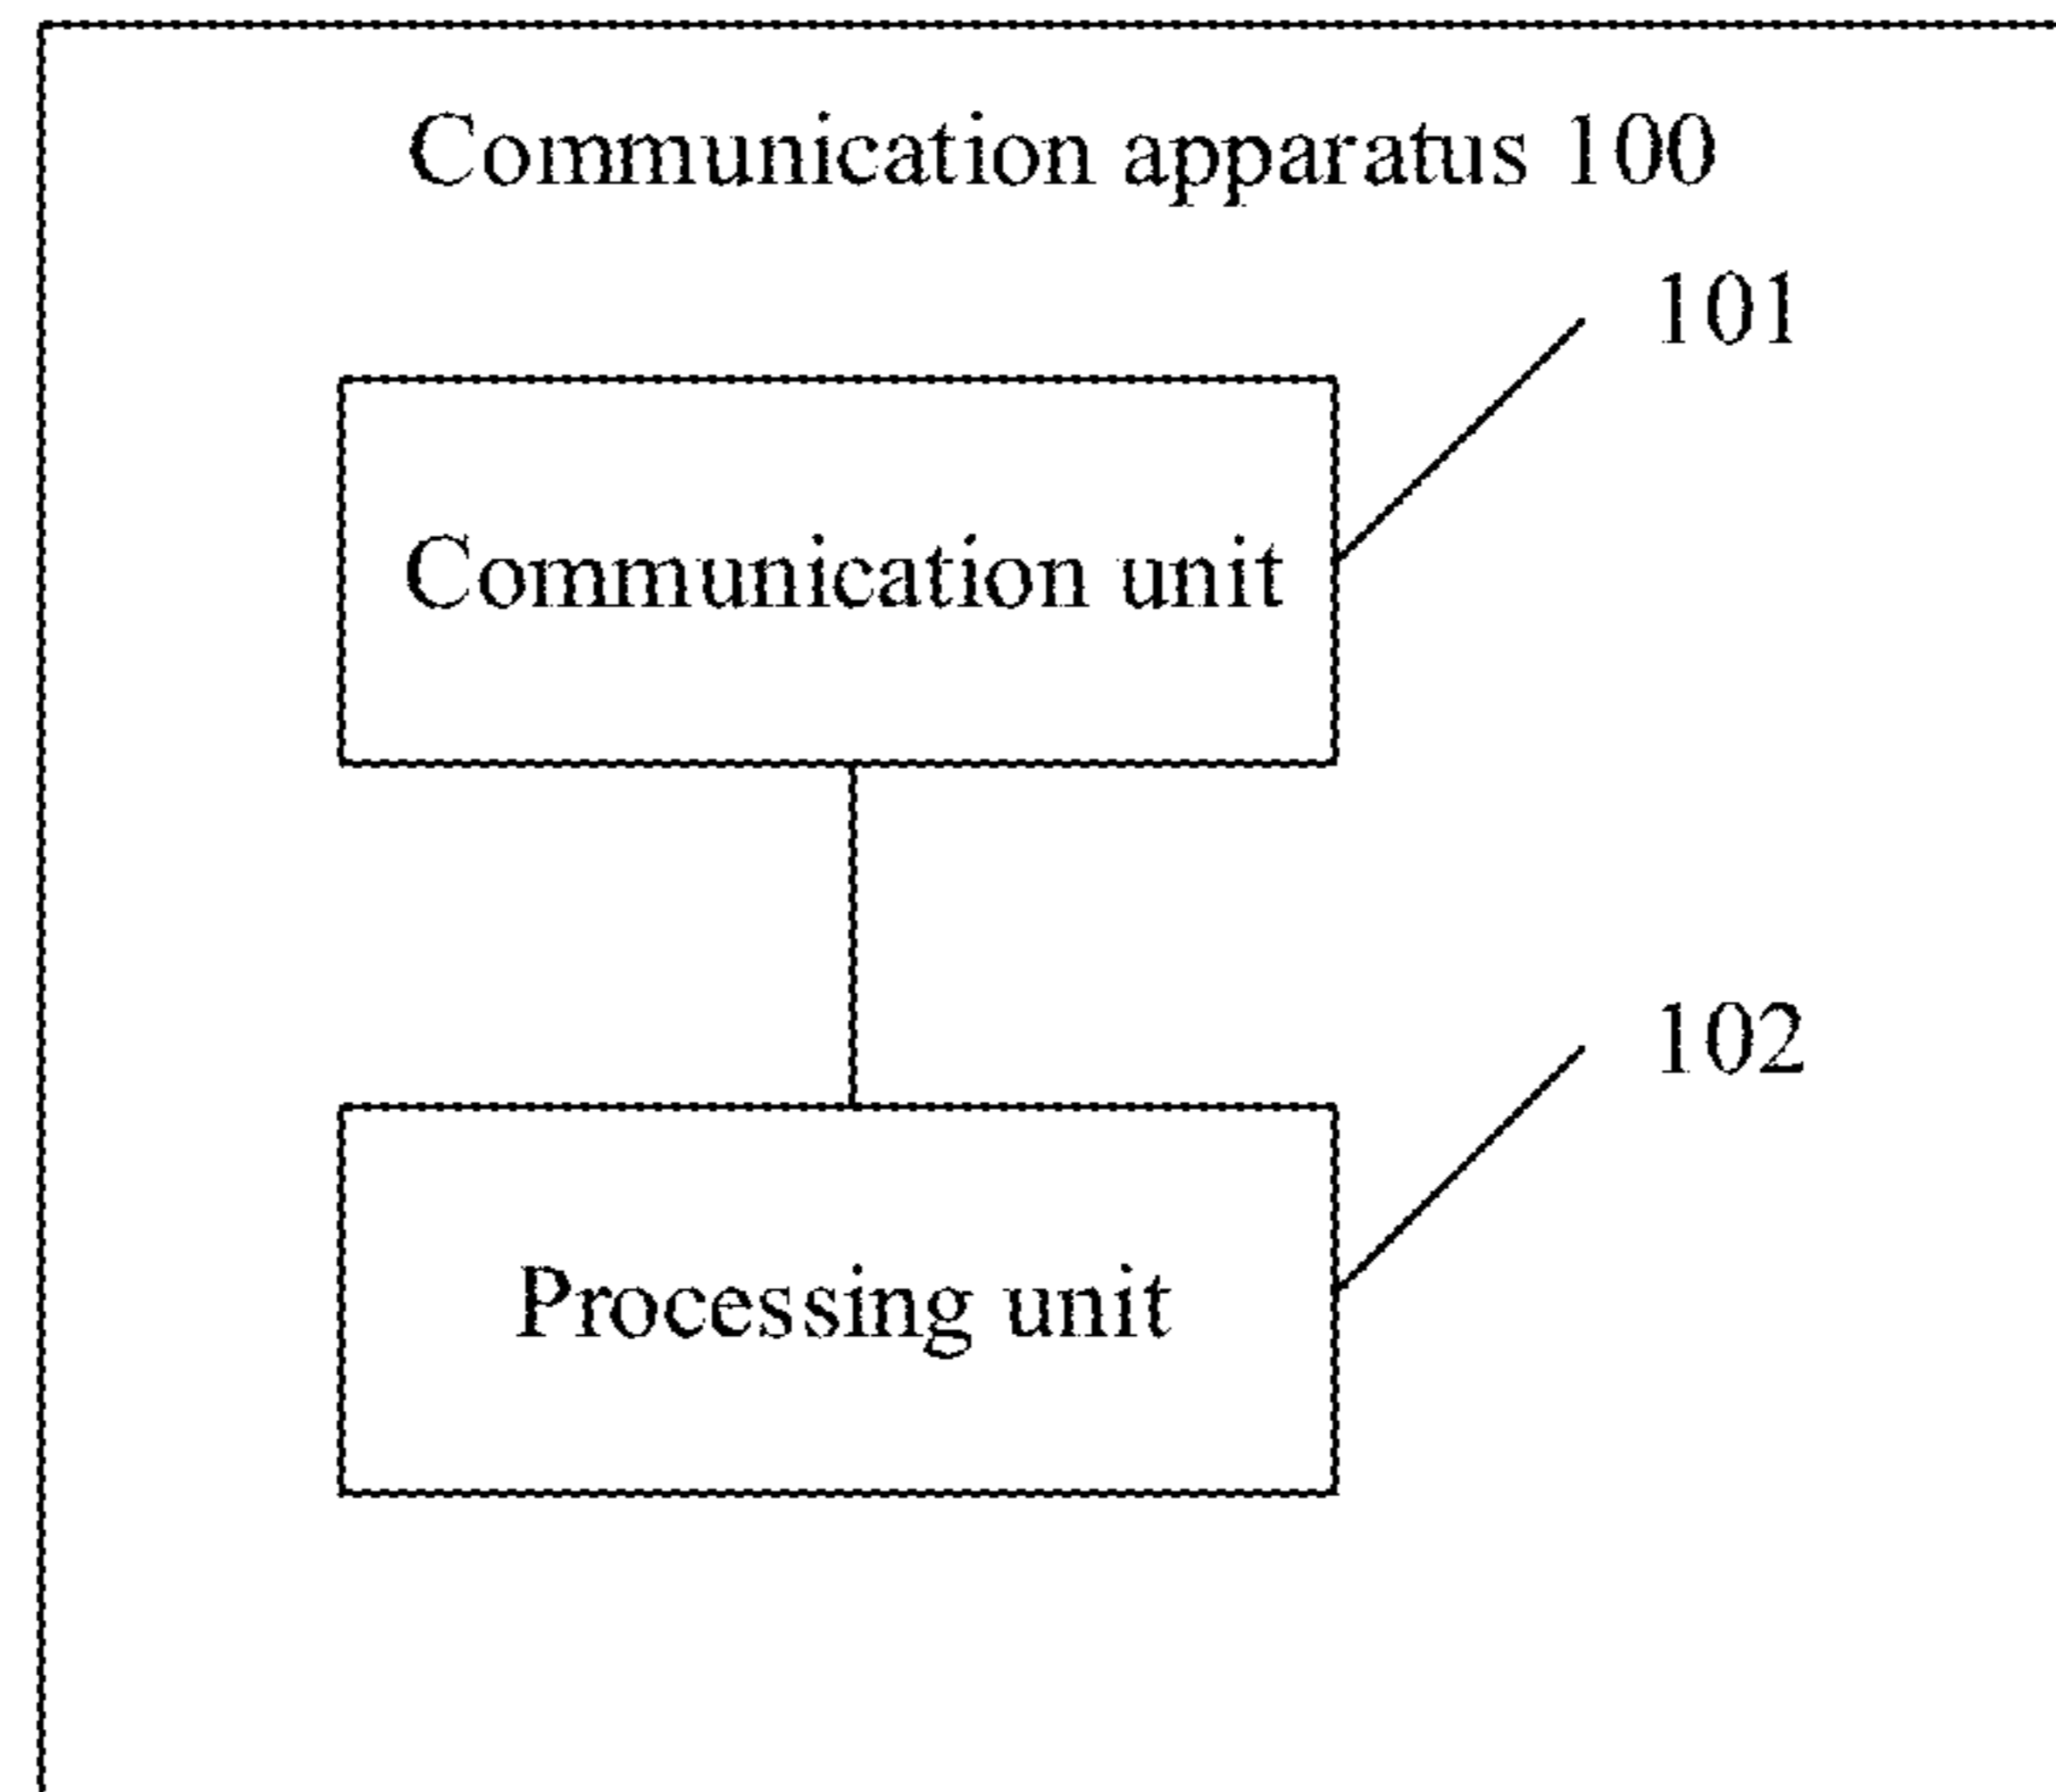 Communication apparatus 100
101
Communication unit
102
Processing unit